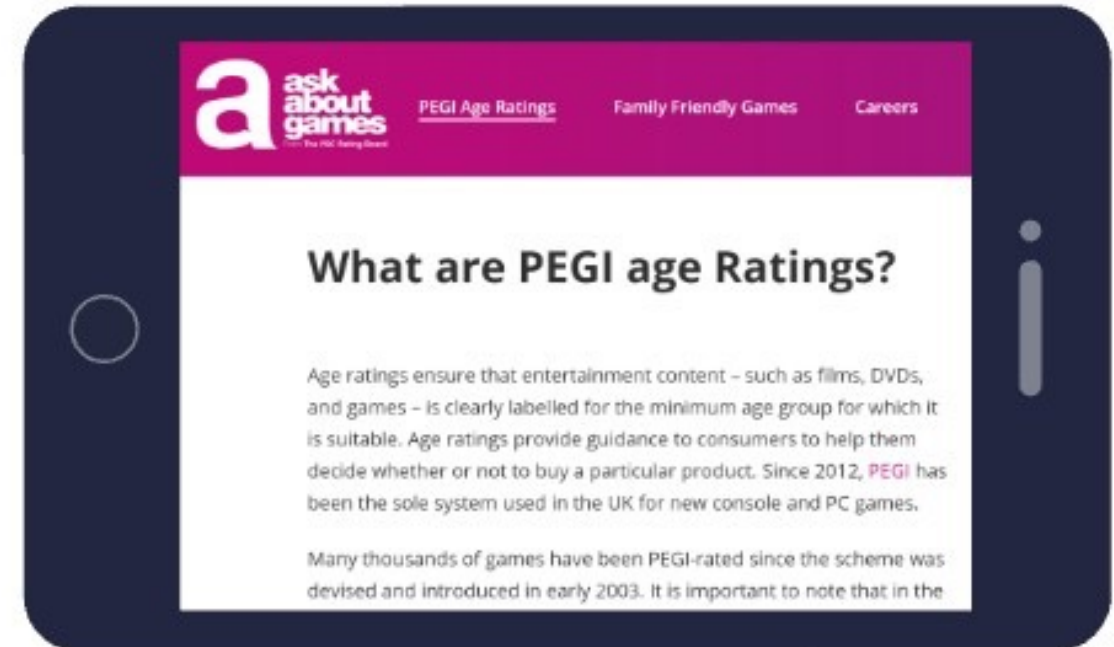 a
ask
about
games
From The VSC Rating Board
PEGI Age Ratings
Family Friendly Games
Careers
What are PEGI age Ratings?
Age ratings ensure that entertainment content – such as films, DVDs,
and games – is clearly labelled for the minimum age group for which it
is suitable. Age ratings provide guidance to consumers to help them
decide whether or not to buy a particular product. Since 2012, PEGI has
been the sole system used in the UK for new console and PC games.
Many thousands of games have been PEGI-rated since the scheme was
devised and introduced in early 2003. It is important to note that in the